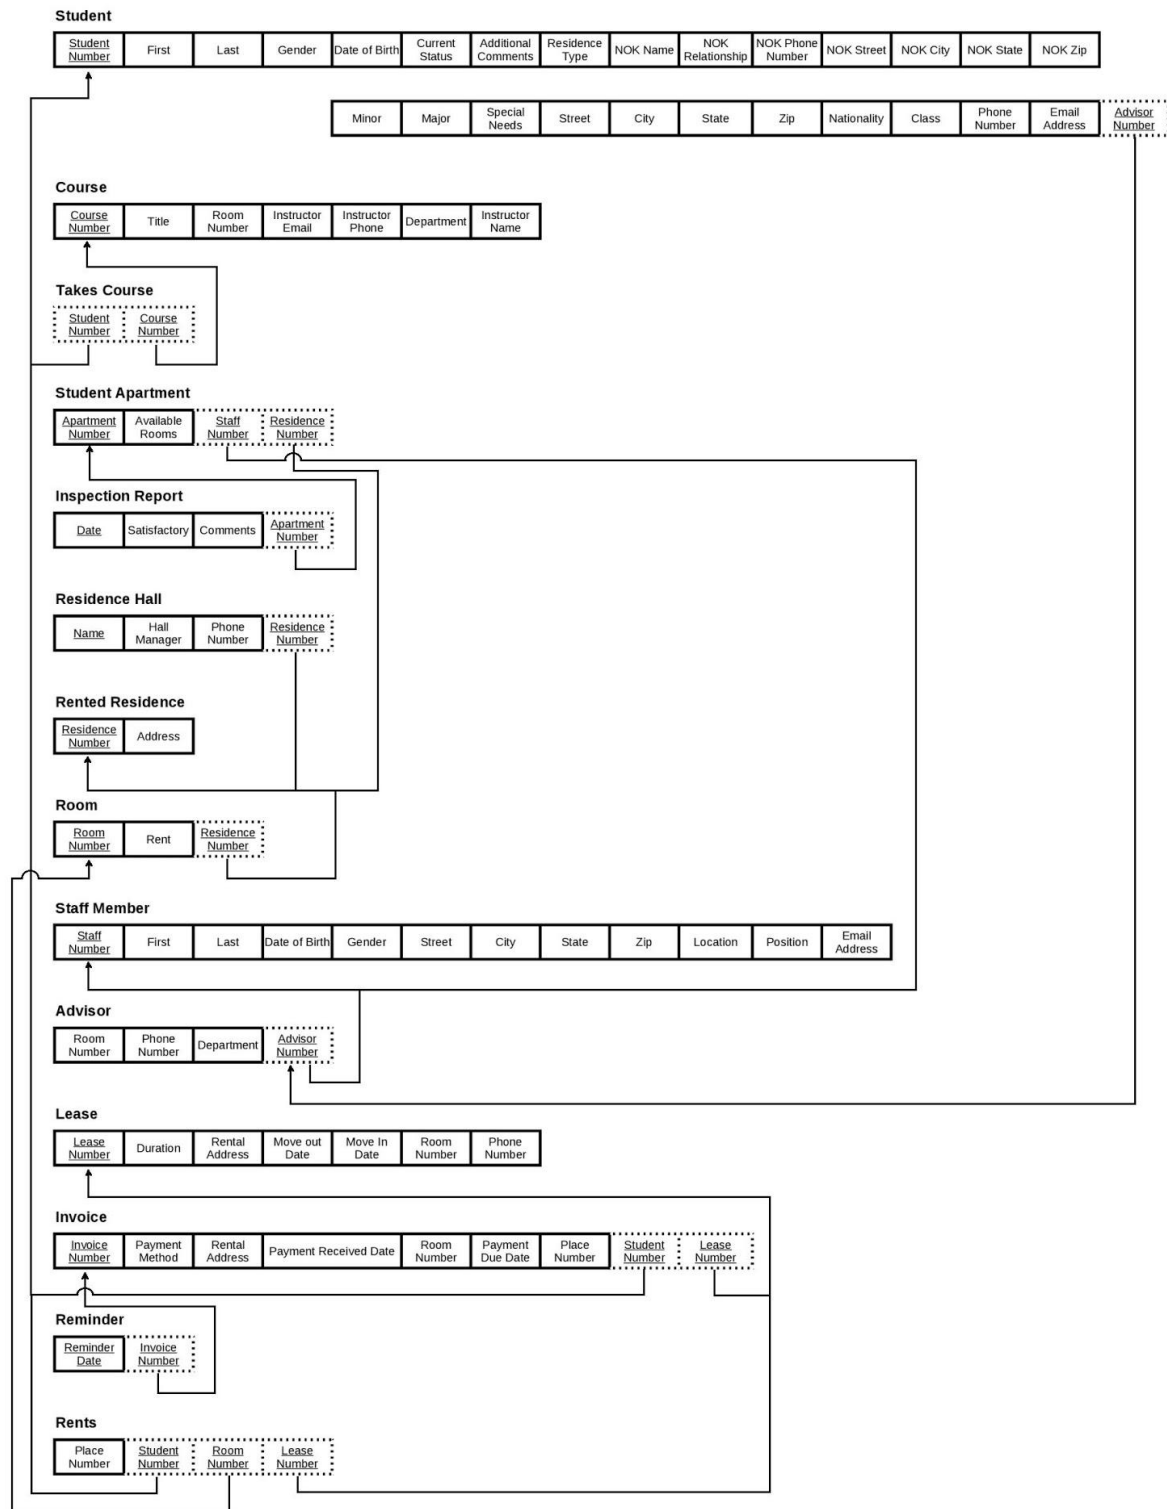 Student
Student Number First Last Gender Date of Birth Current Status Additional Comments Residence Type NOK Name NOK Relationship NOK Phone Number NOK Street NOK City NOK State NOK Zip
Minor Major Special Needs Street City State Zip Nationality Class Phone Number Email Address Advisor Number
Course
Course Number Title Room Number Instructor Email Instructor Phone Department Instructor Name
Takes Course
Student Number Course Number
Student Apartment
Apartment Number Available Rooms Staff Number Residence Number
Inspection Report
Date Satisfactory Comments Apartment Number
Residence Hall
Name Hall Manager Phone Number Residence Number
Rented Residence
Residence Number Address
Room
Room Number Rent Residence Number
Staff Member
Staff Number First Last Date of Birth Gender Street City State Zip Location Position Email Address
Advisor
Room Number Phone Number Department Advisor Number
Lease
Lease Number Duration Rental Address Move out Date Move In Date Room Number Phone Number
Invoice
Invoice Number Payment Method Rental Address Payment Received Date Room Number Payment Due Date Place Number Student Number Lease Number
Reminder
Reminder Date Invoice Number
Rents
Place Number Student Number Room Number Lease Number